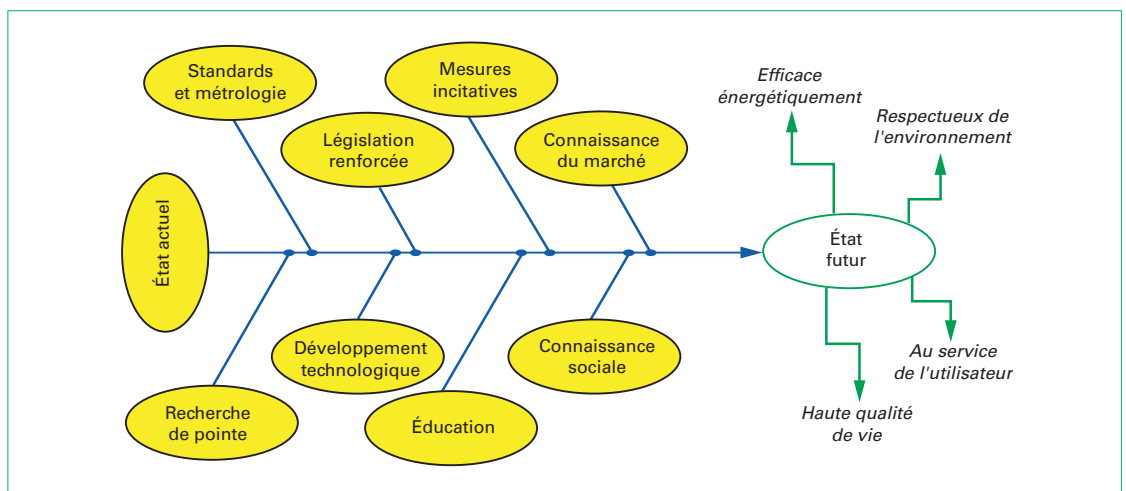 Standards
et métrologie
Mesures
incitatives
Législation
renforcée
Connaissance
du marché
État actuel
Recherche
de pointe
Développement
technologique
Éducation
Connaissance
sociale
État
futur
Efficace
énergétiquement
Respectueux de
l'environnement
Au service
de l'utilisateur
Haute qualité
de vie